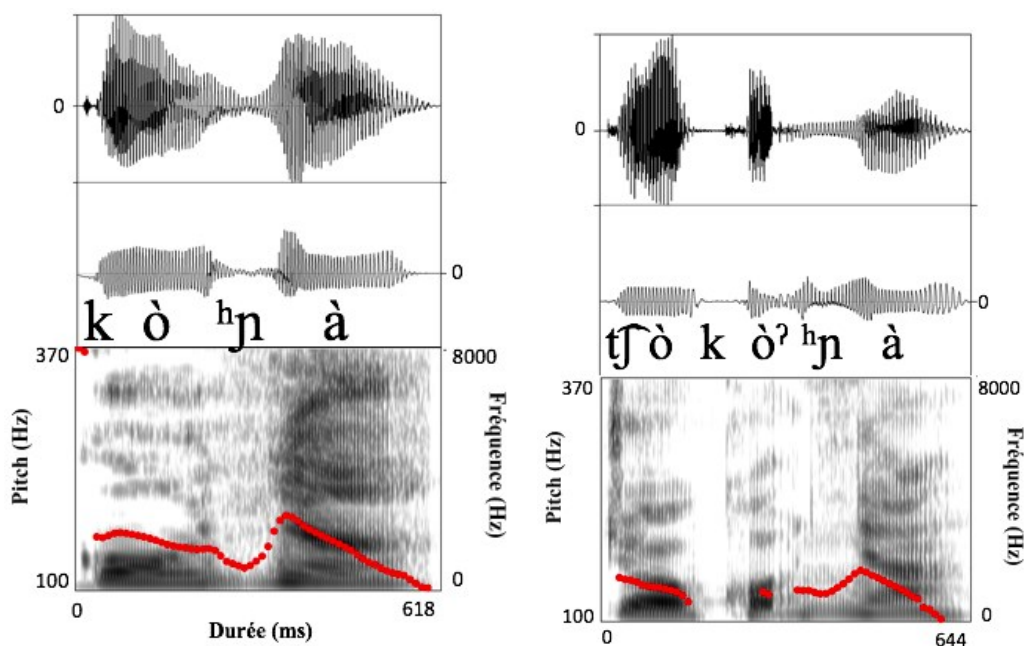 0
0
k ò ʰɲ à
370
8000
Pitch (Hz)
Fréquence (Hz)
100
0
0
618
Durée (ms)
0
0
t͡ʃò k òˀ ʰɲ à
370
8000
Pitch (Hz)
Fréquence (Hz)
100
0
0
644